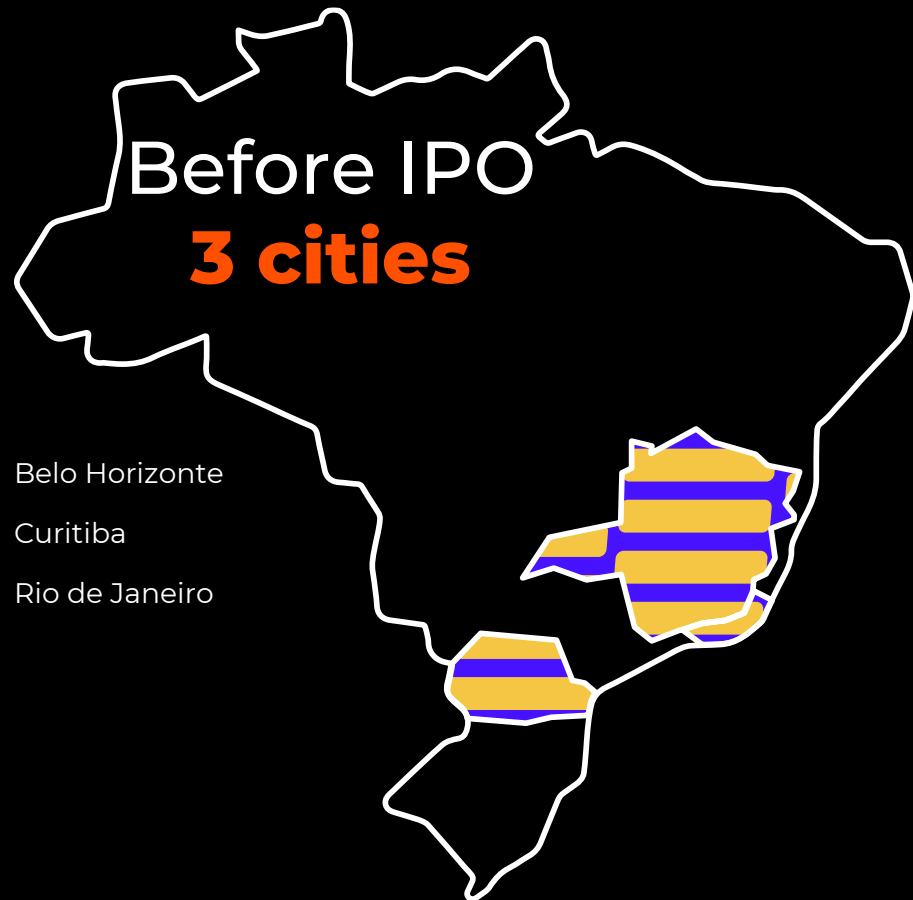 Before IPO
3 cities
Belo Horizonte
Curitiba
Rio de Janeiro